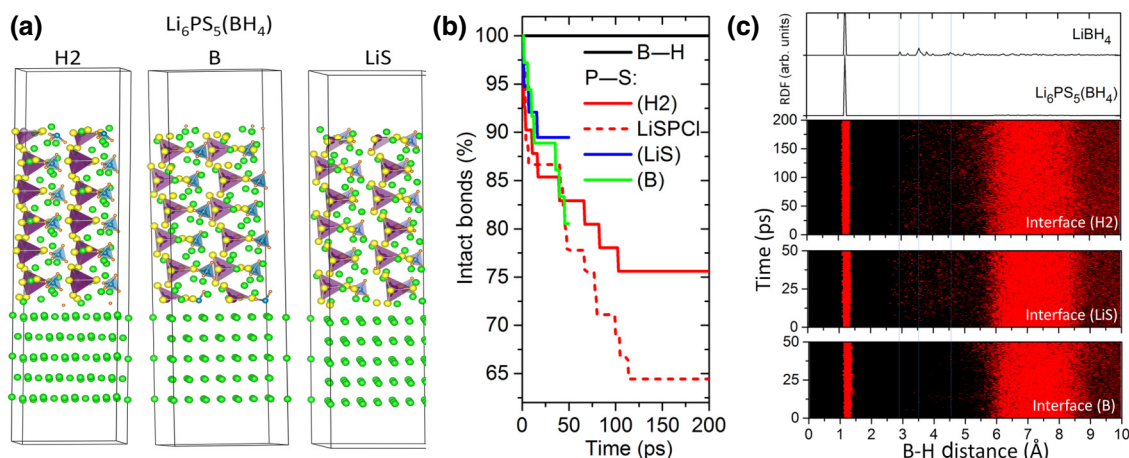 (a)
Li₆PS₅(BH₄)
H2 B LiS
(b)
Intact bonds (%)
100
95
90
85
80
75
70
65
B—H
P—S:
(H2)
LiSPCl
(LiS)
(B)
0 50 100 150 200
Time (ps)
(c)
RDF (arb. units)
LiBH₄
Li₆PS₅(BH₄)
Time (ps)
200
150
100
50
0
Interface (H2)
50
25
0
Interface (LiS)
50
25
0
Interface (B)
0 1 2 3 4 5 6 7 8 9 10
B-H distance (Å)